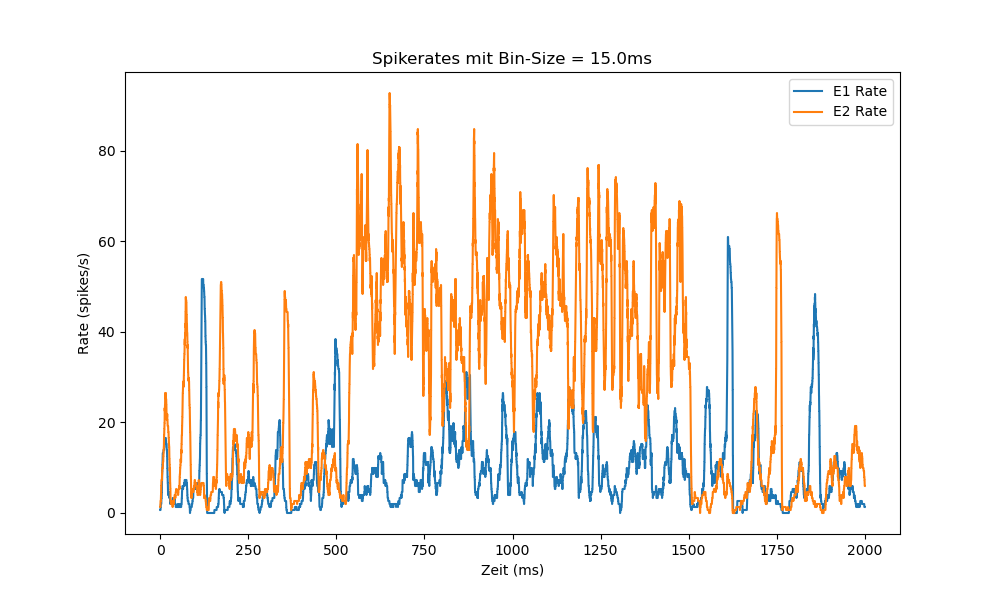 Spikerates mit Bin-Size = 15.0ms
E1 Rate
E2 Rate
Rate (spikes/s)
80
60
40
20
0
0 250 500 750 1000 1250 1500 1750 2000
Zeit (ms)